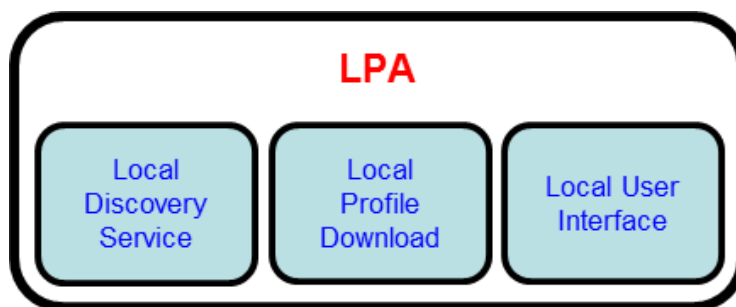 LPA
Local
Discovery
Service
Local
Profile
Download
Local User
Interface